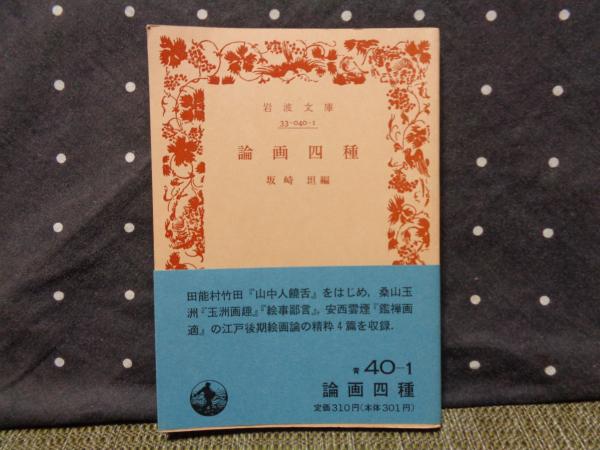 岩波文庫
33-040-1
論画四種
坂崎坦編
田能村竹田『山中人饒舌』をはじめ，桑山玉
洲『玉洲画趣』『絵事鄙言』，安西雲煙『鑑禅画
適』の江戸後期絵画論の精粋4篇を収録．
青 40-1
論画四種
定価310円(本体301円)